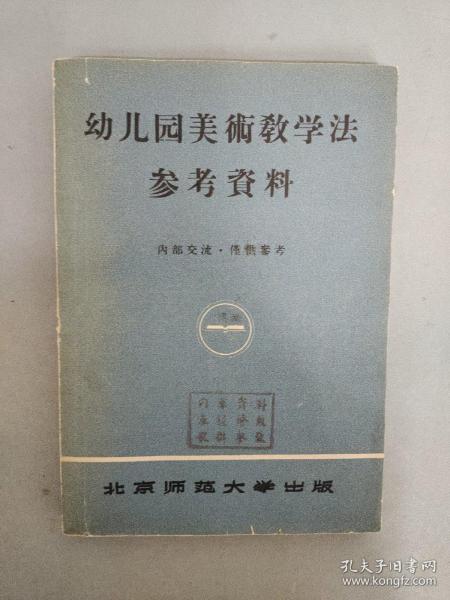 幼儿园美術教学法
参考資料
内部交流·僅供参考
北京师范大学出版
孔夫子旧书网
www.kongfz.com